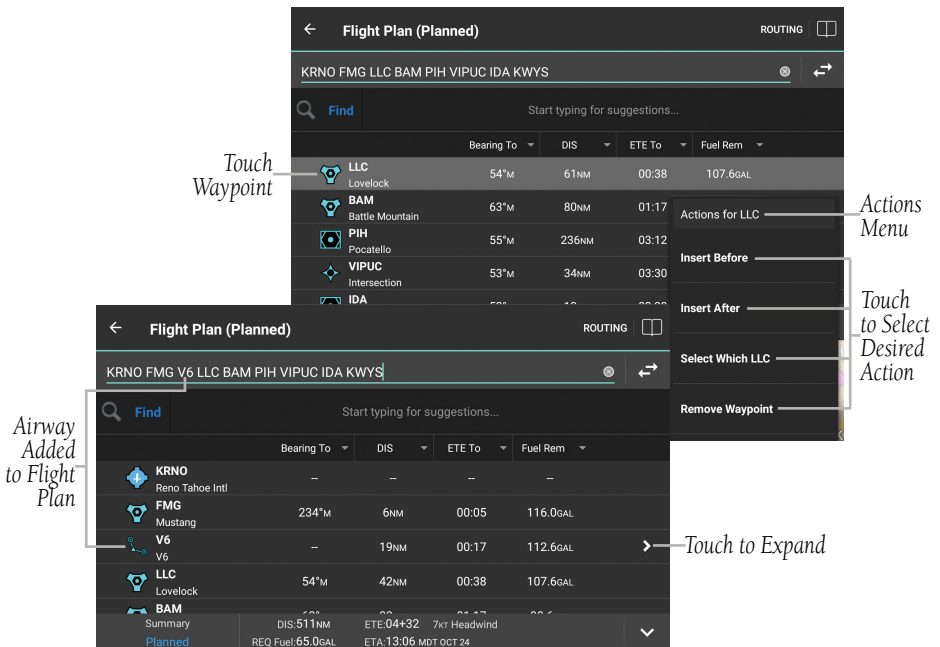 Flight Plan (Planned)
ROUTING
KRNO FMG LLC BAM PIH VIPUC IDA KWYS
Find
Start typing for suggestions...
Bearing To DIS ETE To Fuel Rem
LLC
Lovelock
54°M 61NM 00:38 107.6GAL
BAM
Battle Mountain
63°M 80NM 01:17
PIH
Pocatello
55°M 236NM 03:12
VIPUC
Intersection
53°M 34NM 03:30
IDA
Actions for LLC
Insert Before
Insert After
Select Which LLC
Remove Waypoint
Touch
Waypoint
Actions
Menu
Touch
to Select
Desired
Action
Flight Plan (Planned)
ROUTING
KRNO FMG V6 LLC BAM PIH VIPUC IDA KWYS
Find
Start typing for suggestions...
Bearing To DIS ETE To Fuel Rem
KRNO
Reno Tahoe Intl
-- -- -- --
FMG
Mustang
234°M 6NM 00:05 116.0GAL
V6
V6
-- 19NM 00:17 112.6GAL
LLC
Lovelock
54°M 42NM 00:38 107.6GAL
BAM
Summary
Planned
DIS:511NM ETE:04+32 7KT Headwind
REQ Fuel:65.0GAL ETA:13:06 MDT OCT 24
Airway
Added
to Flight
Plan
Touch to Expand